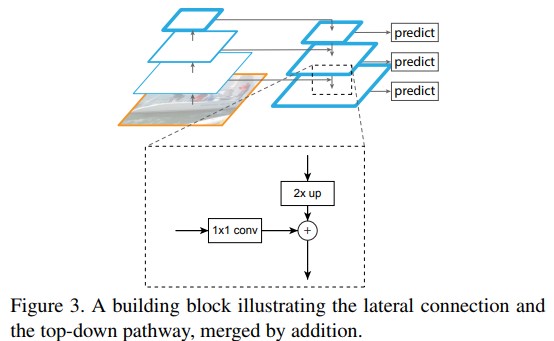 predict
predict
predict
2x up
1x1 conv
+
Figure 3. A building block illustrating the lateral connection and
the top-down pathway, merged by addition.